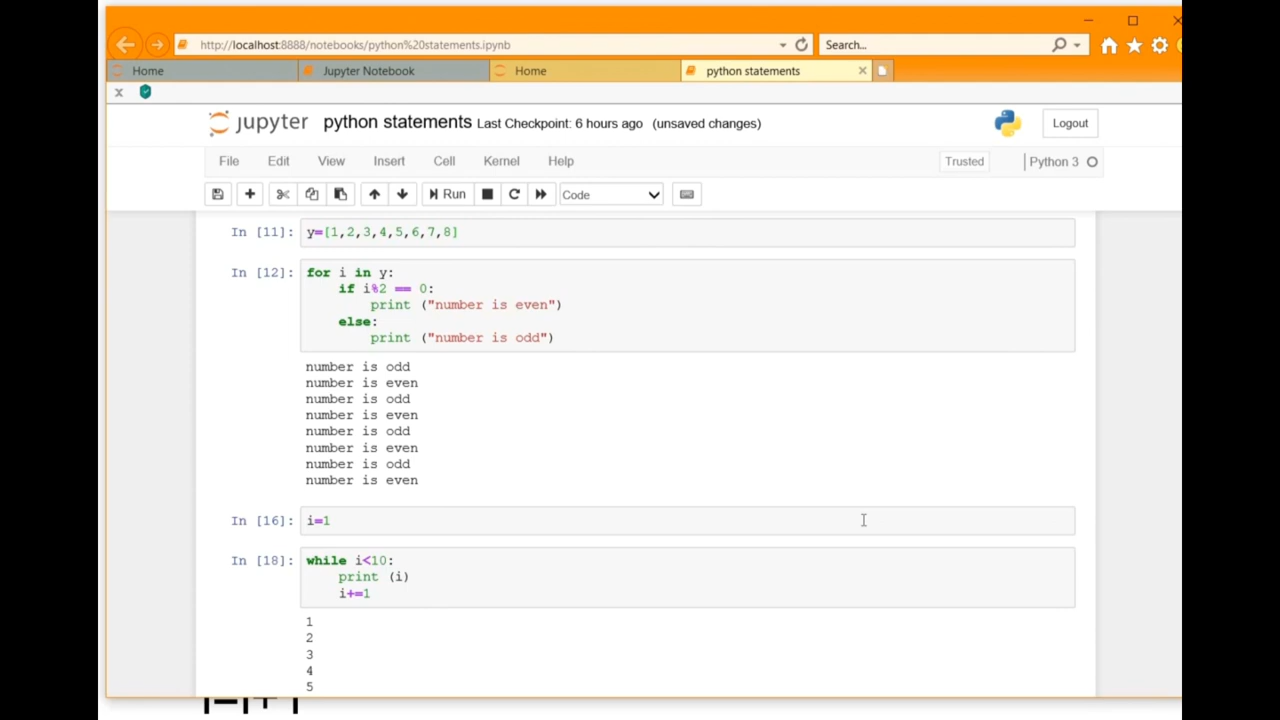 http://localhost:8888/notebooks/python%20statements.ipynb
Search...
Home
Jupyter Notebook
Home
python statements
x
jupyter python statements Last Checkpoint: 6 hours ago (unsaved changes)
Logout
File Edit View Insert Cell Kernel Help
Trusted
Python 3
Run
Code
In [11]: y=[1,2,3,4,5,6,7,8]
In [12]: for i in y:
if i%2 == 0:
print ("number is even")
else:
print ("number is odd")
number is odd
number is even
number is odd
number is even
number is odd
number is even
number is odd
number is even
In [16]: i=1
In [18]: while i<10:
print (i)
i+=1
1
2
3
4
5